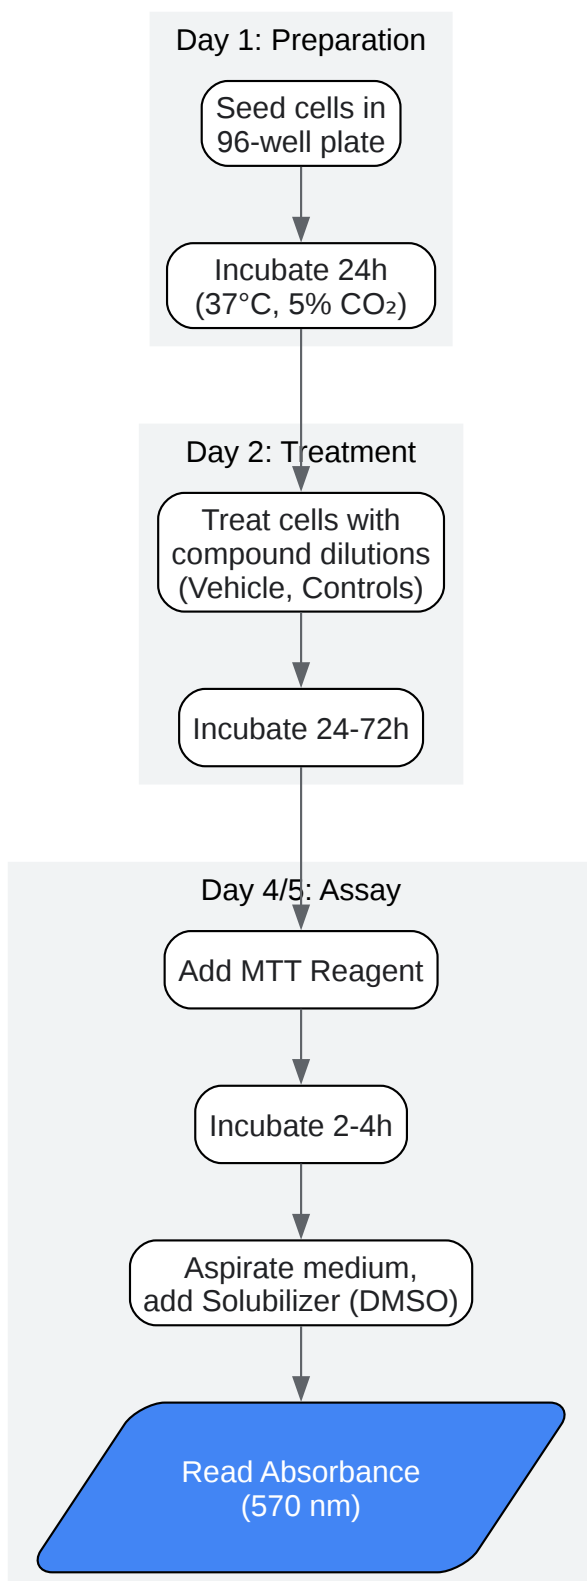 Day 1: Preparation
Seed cells in
96-well plate
Incubate 24h
(37°C, 5% CO₂)
Day 2: Treatment
Treat cells with
compound dilutions
(Vehicle, Controls)
Incubate 24-72h
Day 4/5: Assay
Add MTT Reagent
Incubate 2-4h
Aspirate medium,
add Solubilizer (DMSO)
Read Absorbance
(570 nm)